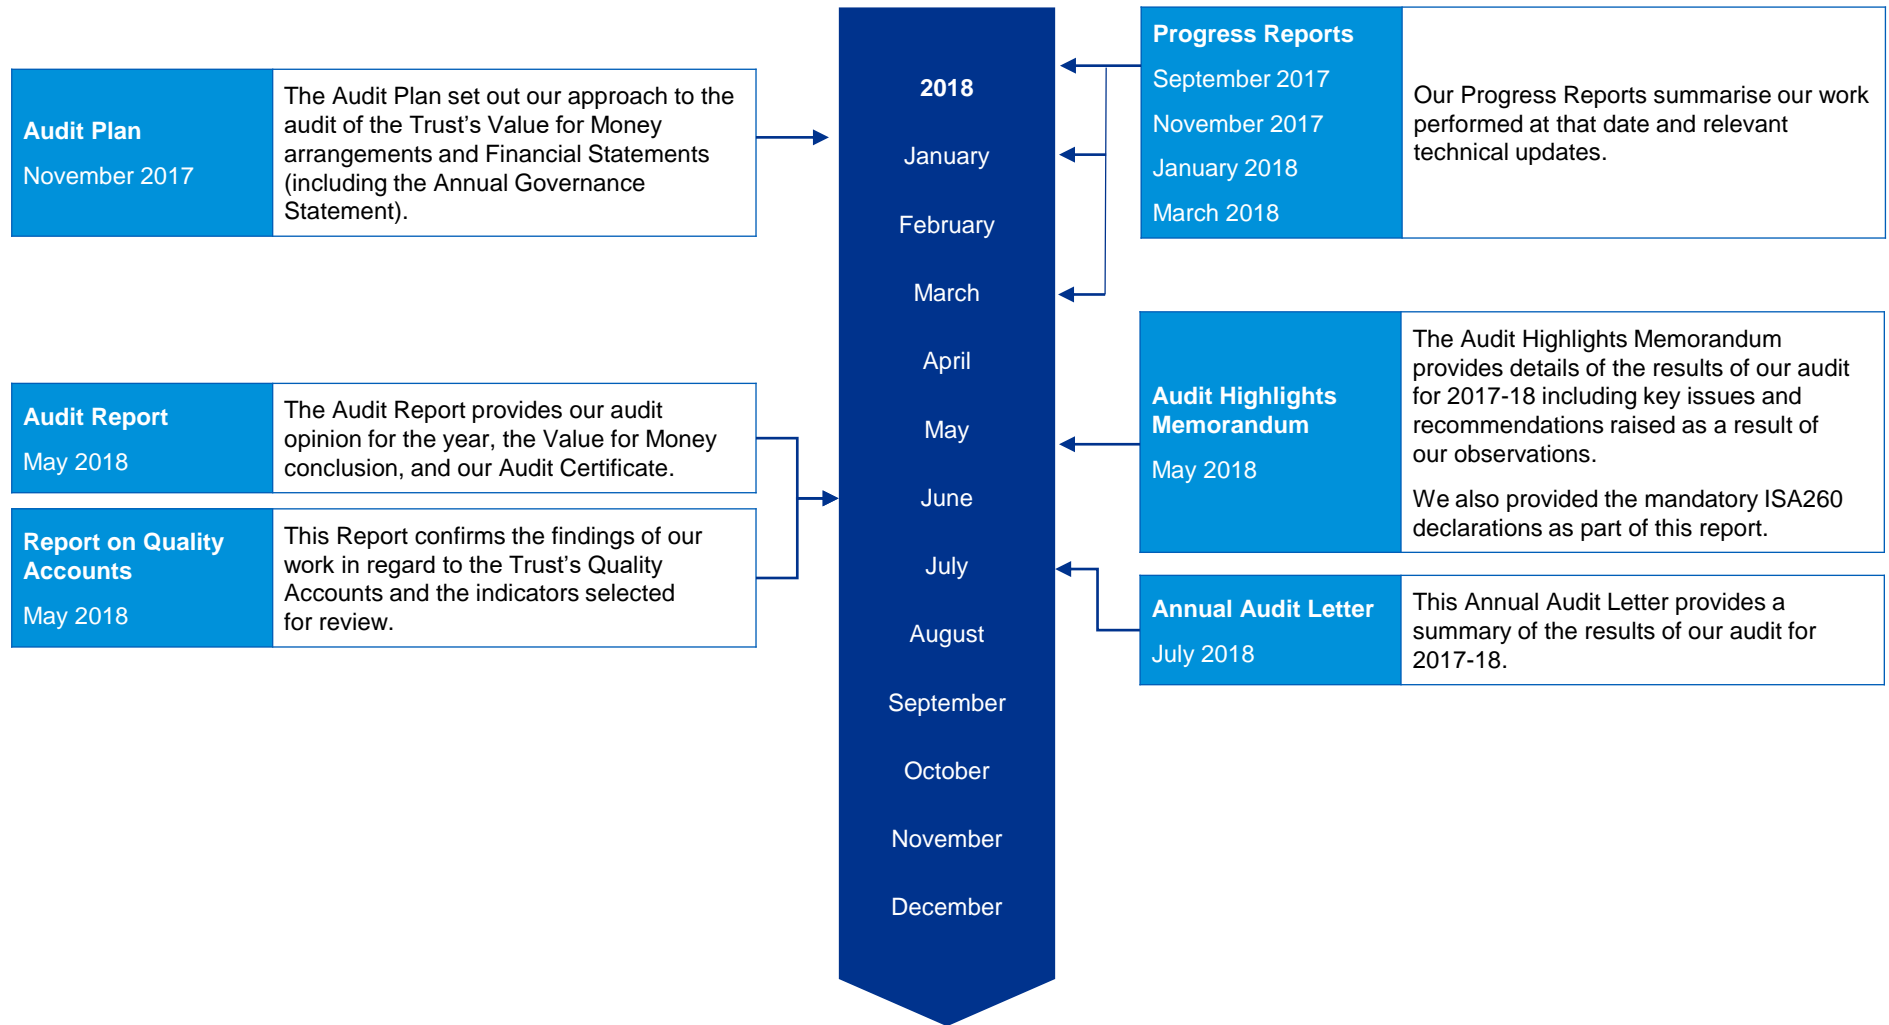 Audit Plan
November 2017
The Audit Plan set out our approach to the
audit of the Trust's Value for Money
arrangements and Financial Statements
(including the Annual Governance
Statement).
Audit Report
May 2018
The Audit Report provides our audit
opinion for the year, the Value for Money
conclusion, and our Audit Certificate.
Report on Quality
Accounts
May 2018
This Report confirms the findings of our
work in regard to the Trust's Quality
Accounts and the indicators selected
for review.
2018
January
February
March
April
May
June
July
August
September
October
November
December
Progress Reports
September 2017
November 2017
January 2018
March 2018
Our Progress Reports summarise our work
performed at that date and relevant
technical updates.
Audit Highlights
Memorandum
May 2018
The Audit Highlights Memorandum
provides details of the results of our audit
for 2017-18 including key issues and
recommendations raised as a result of
our observations.
We also provided the mandatory ISA260
declarations as part of this report.
Annual Audit Letter
July 2018
This Annual Audit Letter provides a
summary of the results of our audit for
2017-18.